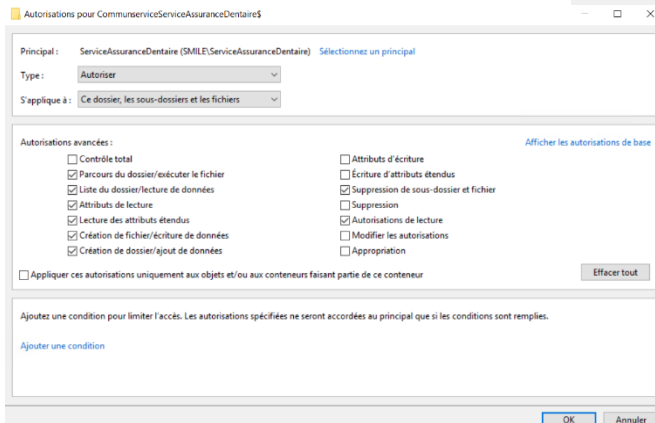 Autorisations pour CommunserviceServiceAssuranceDentaire$
Principal : ServiceAssuranceDentaire (SMILE\ServiceAssuranceDentaire) Sélectionnez un principal
Type : Autoriser
S'applique à : Ce dossier, les sous-dossiers et les fichiers
Autorisations avancées : Afficher les autorisations de base
Contrôle total Attributs d'écriture
Parcours du dossier/exécuter le fichier Écriture d'attributs étendus
Liste du dossier/lecture de données Suppression de sous-dossier et fichier
Attributs de lecture Suppression
Lecture des attributs étendus Autorisations de lecture
Création de fichier/écriture de données Modifier les autorisations
Création de dossier/ajout de données Appropriation
Appliquer ces autorisations uniquement aux objets et/ou aux conteneurs faisant partie de ce conteneur Effacer tout
Ajoutez une condition pour limiter l'accès. Les autorisations spécifiées ne seront accordées au principal que si les conditions sont remplies.
Ajouter une condition
OK Annuler